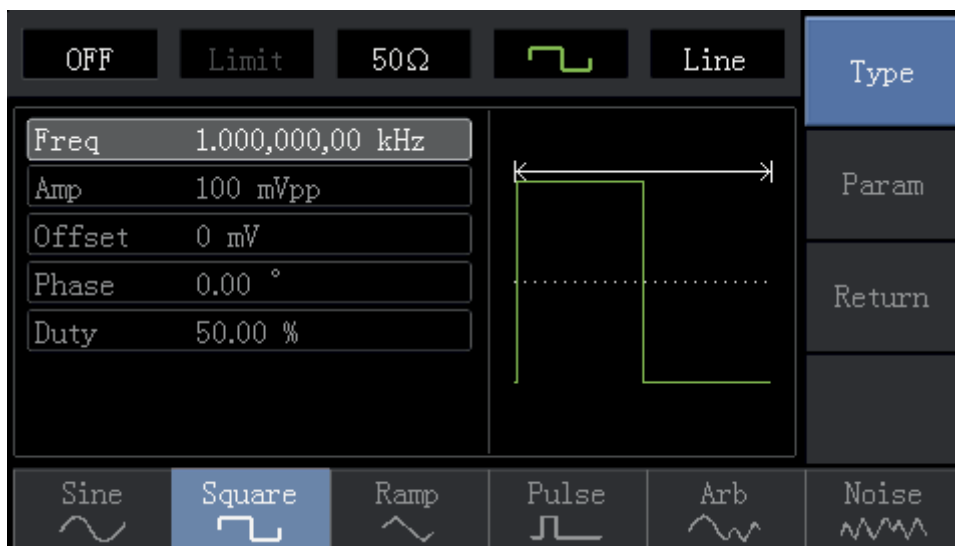 OFF Limit 50Ω Line
Type
Freq 1.000,000,00 kHz
Amp 100 mVpp
Param
Offset 0 mV
Phase 0.00 °
Return
Duty 50.00 %
Sine Square Ramp Pulse Arb Noise